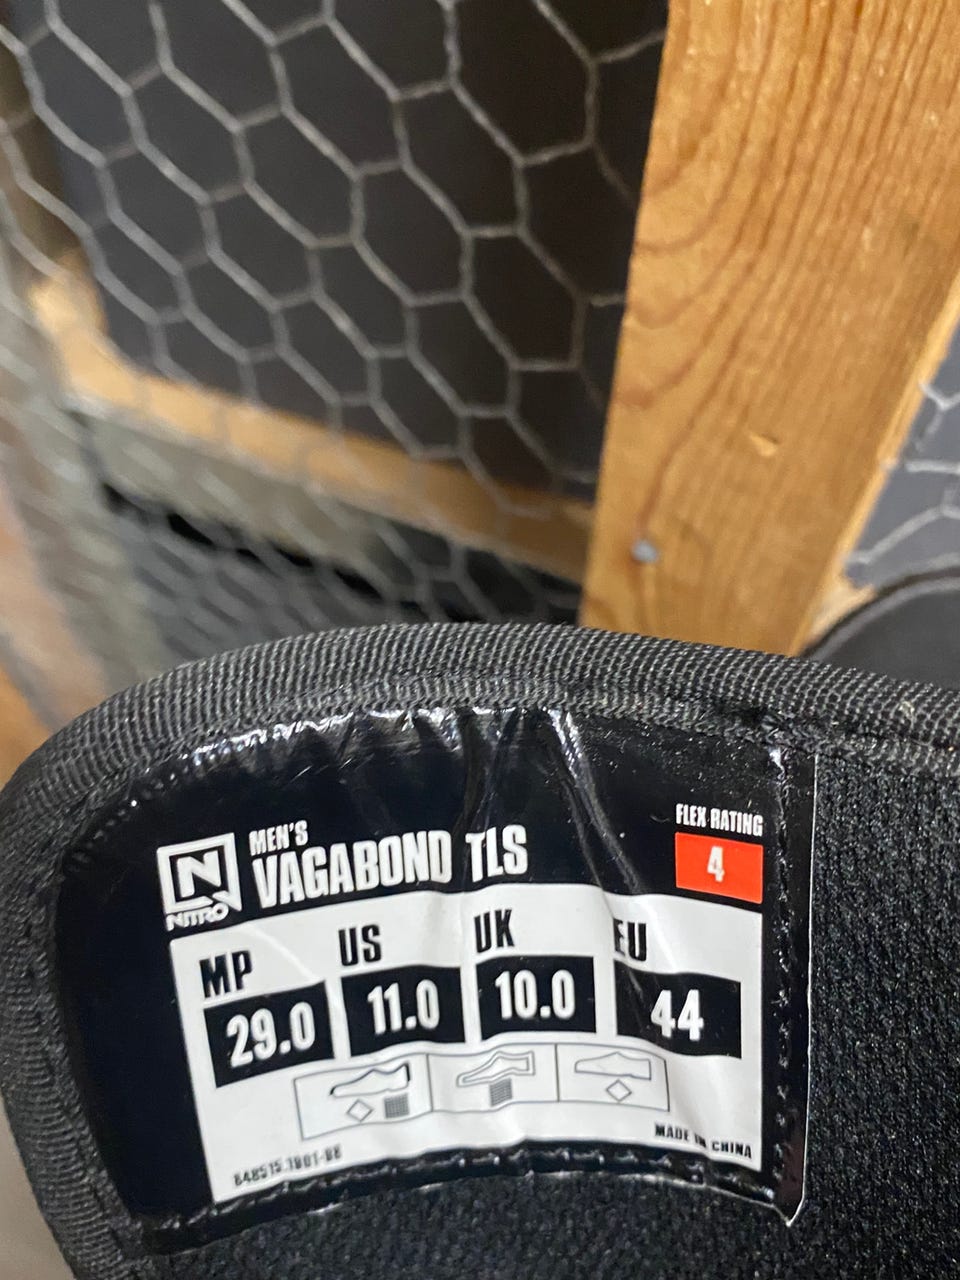 MEN'S
VAGABOND TLS
NITRO
FLEX RATING
4
MP US UK EU
29.0 11.0 10.0 44
MADE IN CHINA